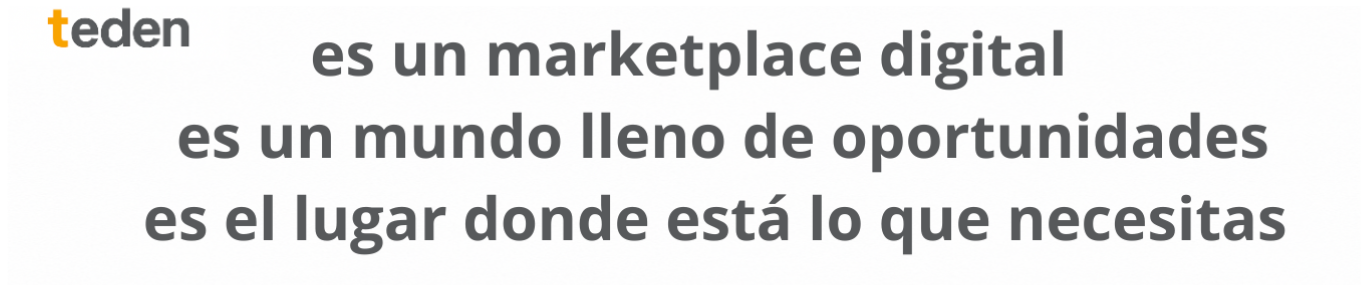 teden
es un marketplace digital
es un mundo lleno de oportunidades
es el lugar donde está lo que necesitas